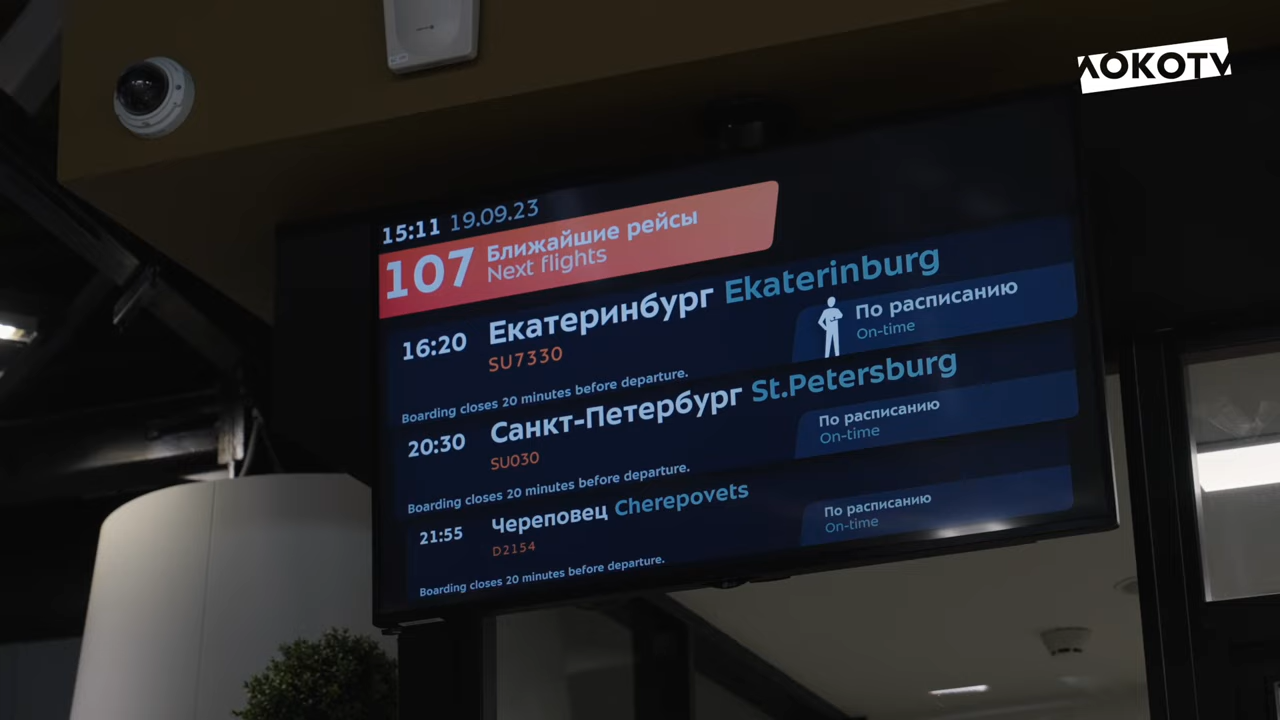 ЛОКОТV
15:11 19.09.23
107 Ближайшие рейсы
Next flights
16:20 Екатеринбург Ekaterinburg
SU7330
По расписанию
On-time
Boarding closes 20 minutes before departure.
20:30 Санкт-Петербург St.Petersburg
SU030
По расписанию
On-time
Boarding closes 20 minutes before departure.
21:55 Череповец Cherepovets
D2154
По расписанию
On-time
Boarding closes 20 minutes before departure.